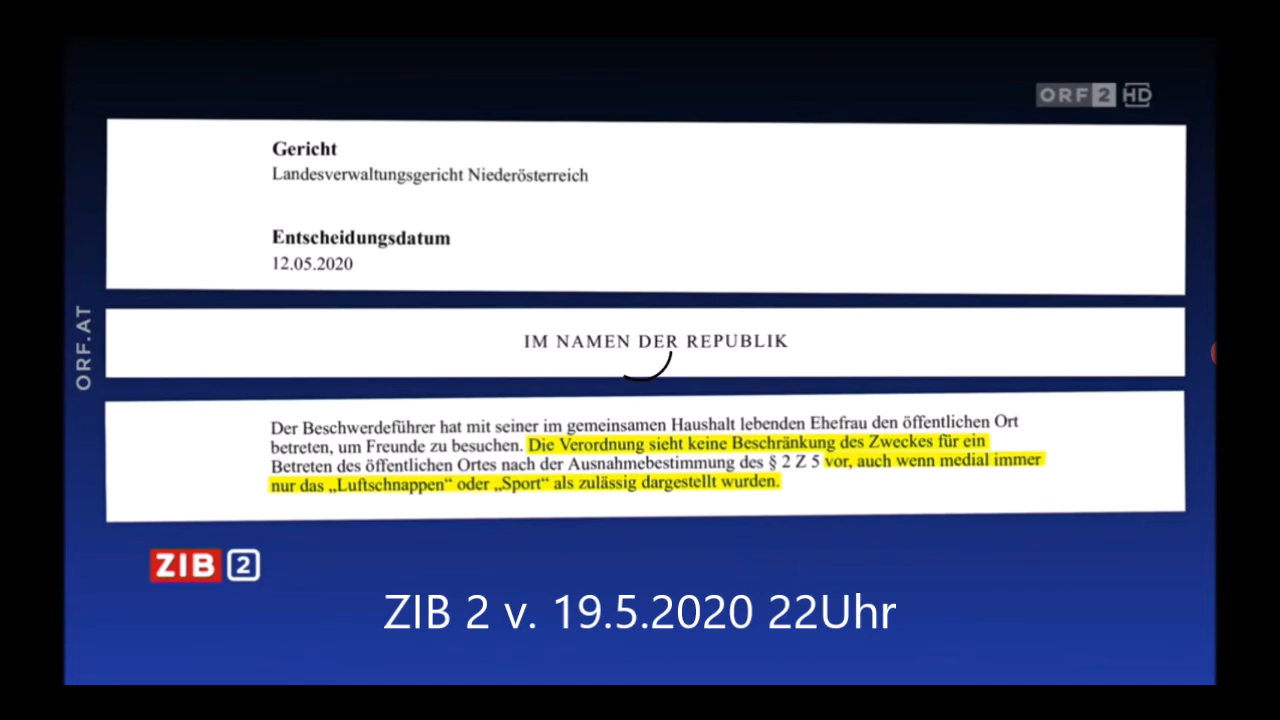 ORF 2 HD
Gericht
Landesverwaltungsgericht Niederösterreich
Entscheidungsdatum
12.05.2020
ORF.AT
IM NAMEN DER REPUBLIK
Der Beschwerdeführer hat mit seiner im gemeinsamen Haushalt lebenden Ehefrau den öffentlichen Ort
betreten, um Freunde zu besuchen. Die Verordnung sieht keine Beschränkung des Zweckes für ein
Betreten des öffentlichen Ortes nach der Ausnahmebestimmung des § 2 Z 5 vor, auch wenn medial immer
nur das „Luftschnappen“ oder „Sport“ als zulässig dargestellt wurden.
ZIB 2
ZIB 2 v. 19.5.2020 22Uhr